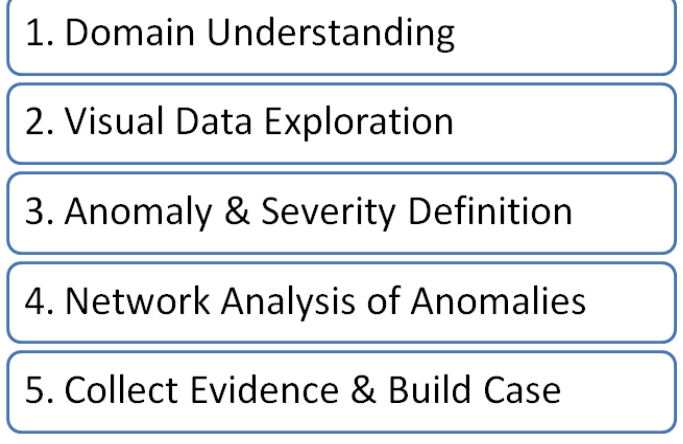 1. Domain Understanding
2. Visual Data Exploration
3. Anomaly & Severity Definition
4. Network Analysis of Anomalies
5. Collect Evidence & Build Case